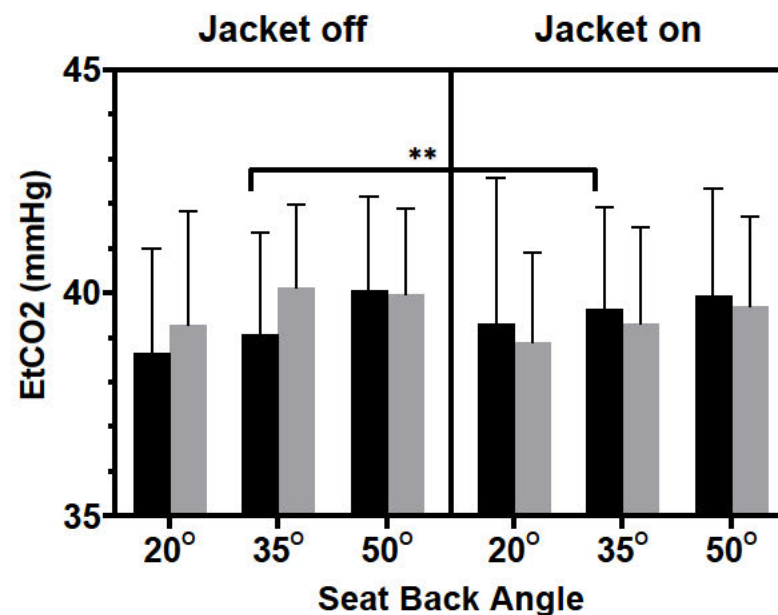 Jacket off Jacket on
45
**
40
35
EtCO2 (mmHg)
20° 35° 50° 20° 35° 50°
Seat Back Angle